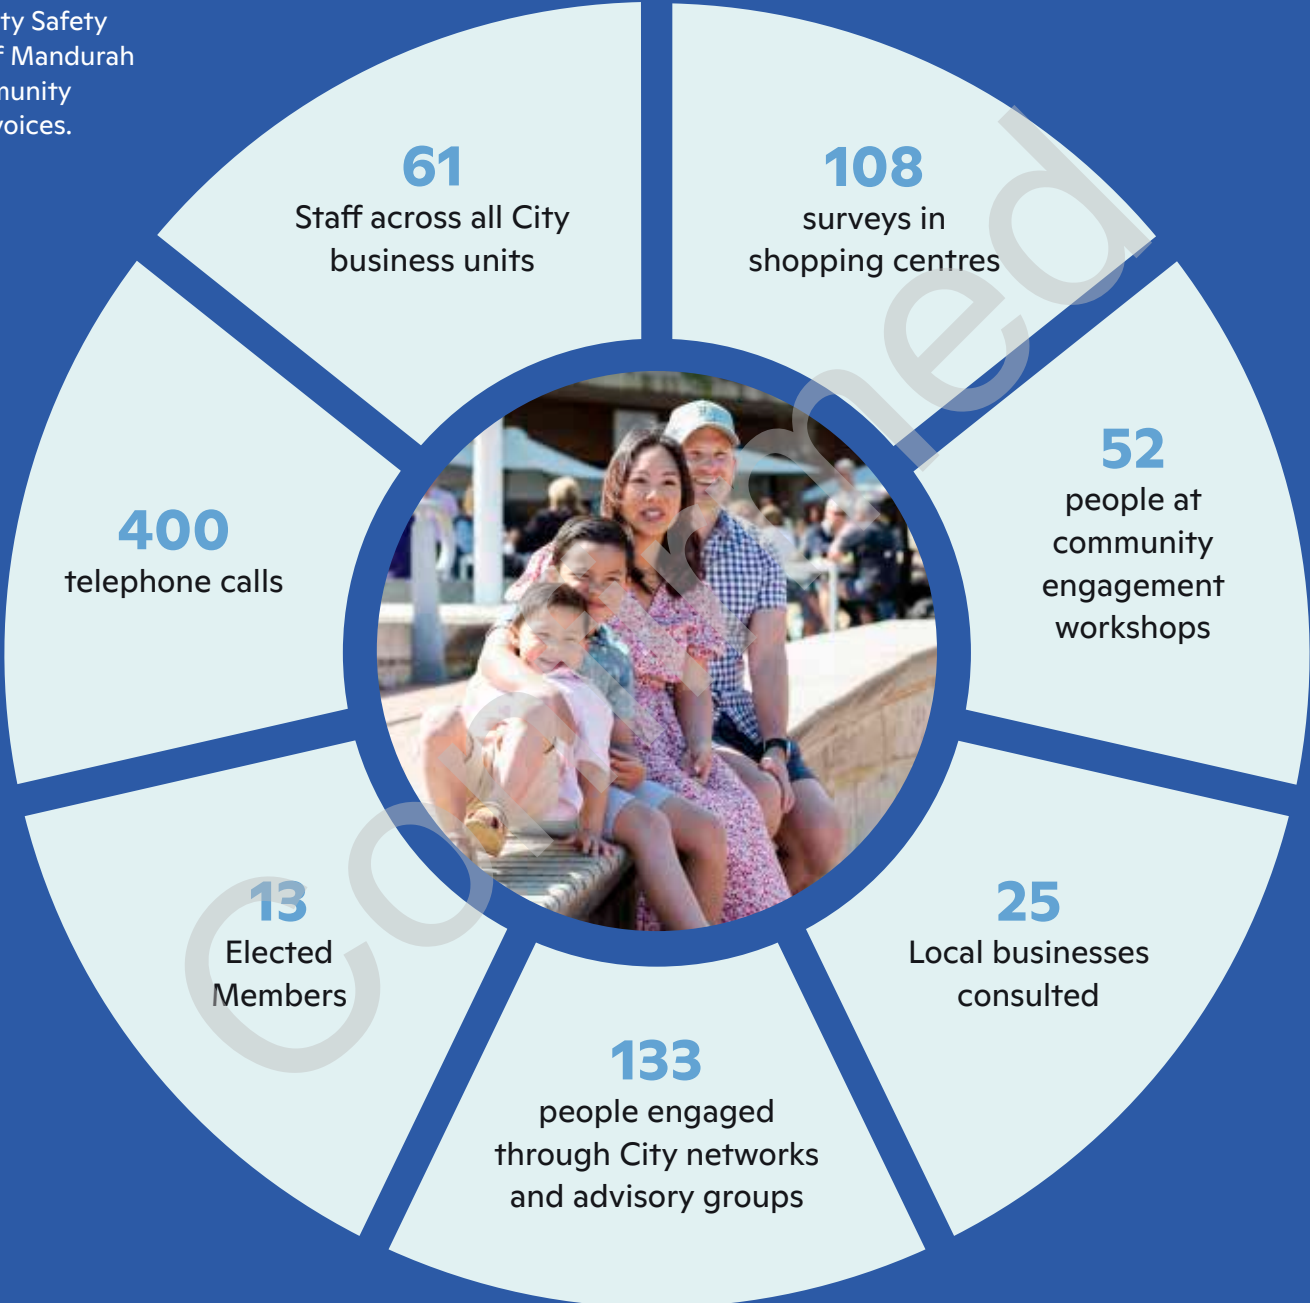 ty Safety
f Mandurah
munity
voices.
61
Staff across all City
business units
108
surveys in
shopping centres
400
telephone calls
52
people at
community
engagement
workshops
13
Elected
Members
25
Local businesses
consulted
133
people engaged
through City networks
and advisory groups
Confirmed